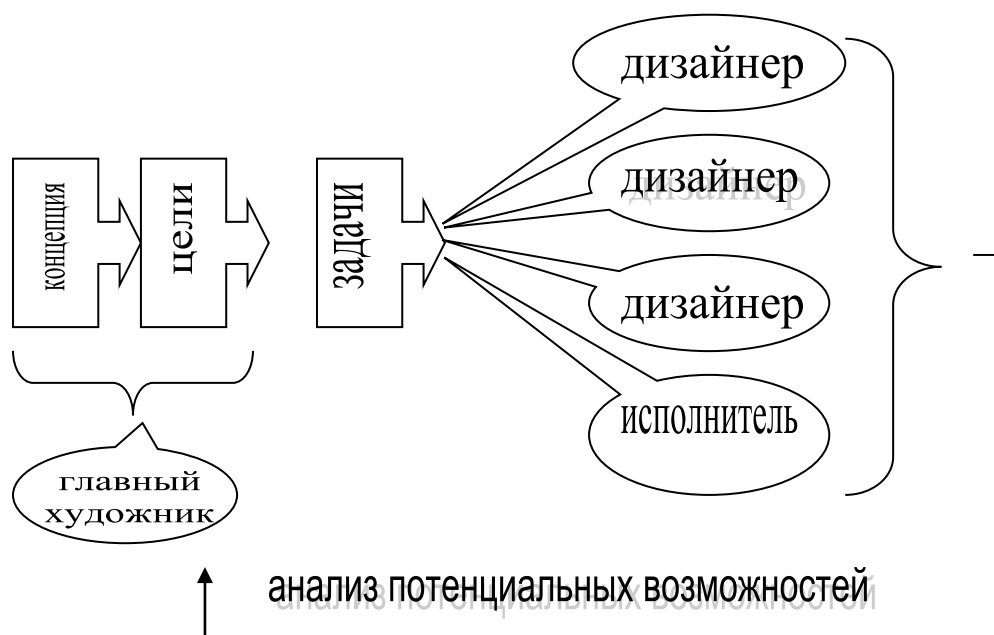 концепция
цели
задачи
дизайнер
дизайнер
дизайнер
исполнитель
главный
художник
анализ потенциальных возможностей